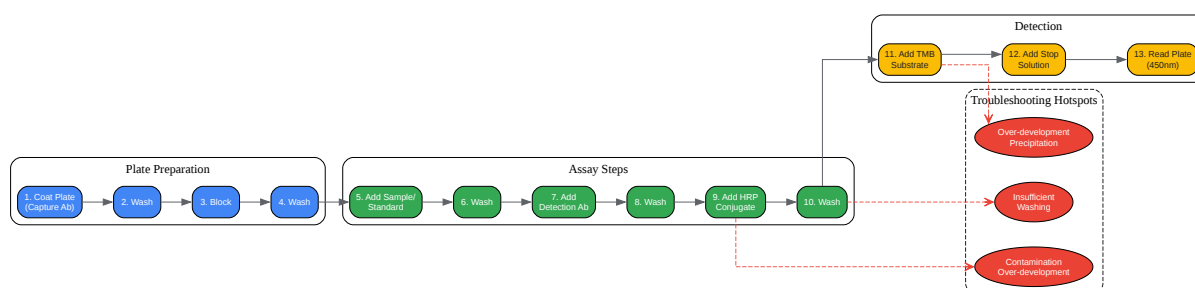 Detection
11. Add TMB
Substrate
12. Add Stop
Solution
13. Read Plate
(450nm)
Troubleshooting Hotspots
Over-development
Precipitation
Plate Preparation
Assay Steps
1. Coat Plate
(Capture Ab)
2. Wash
3. Block
4. Wash
5. Add Sample/
Standard
6. Wash
7. Add
Detection Ab
8. Wash
9. Add HRP
Conjugate
10. Wash
Insufficient
Washing
Contamination
Over-development